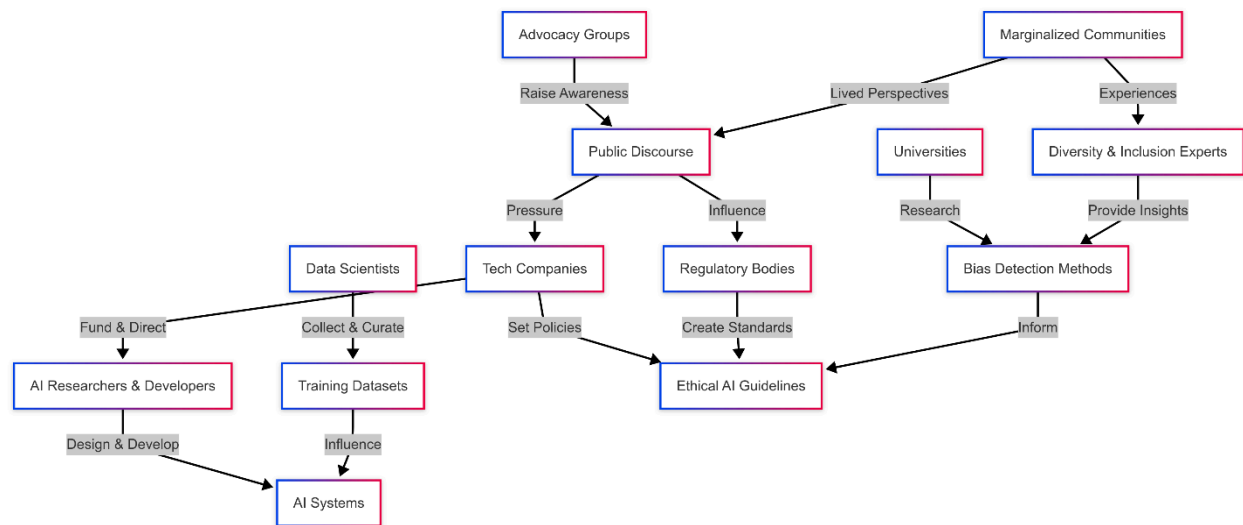 Advocacy Groups
Marginalized Communities
Raise Awareness
Lived Perspectives
Experiences
Public Discourse
Universities
Diversity & Inclusion Experts
Pressure
Influence
Research
Provide Insights
Data Scientists
Tech Companies
Regulatory Bodies
Bias Detection Methods
Fund & Direct
Collect & Curate
Set Policies
Create Standards
Inform
AI Researchers & Developers
Training Datasets
Ethical AI Guidelines
Design & Develop
Influence
AI Systems